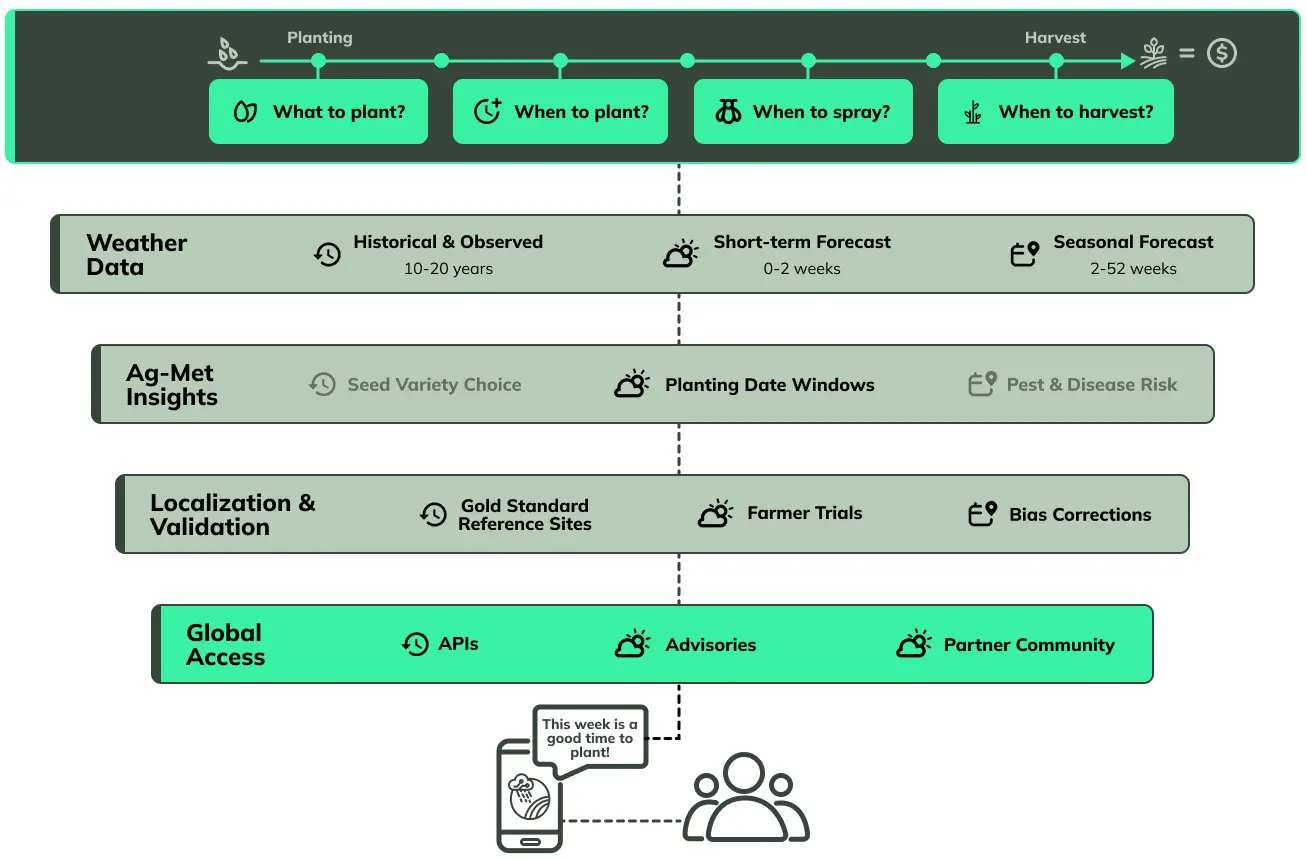 Planting
Harvest
= $
What to plant?
When to plant?
When to spray?
When to harvest?
Weather
Data
Historical & Observed
10-20 years
Short-term Forecast
0-2 weeks
Seasonal Forecast
2-52 weeks
Ag-Met
Insights
Seed Variety Choice
Planting Date Windows
Pest & Disease Risk
Localization &
Validation
Gold Standard
Reference Sites
Farmer Trials
Bias Corrections
Global
Access
APIs
Advisories
Partner Community
This week is a
good time to
plant!